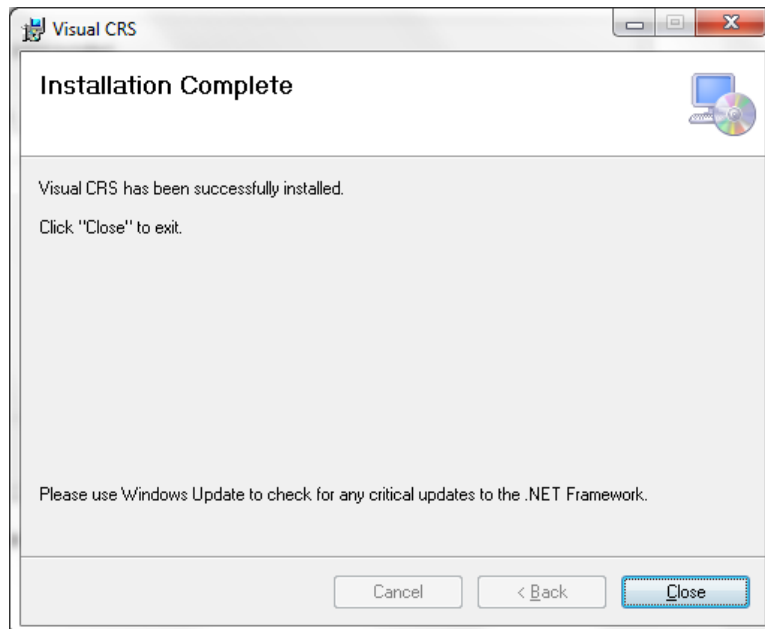 Visual CRS
Installation Complete
Visual CRS has been successfully installed.
Click "Close" to exit.
Please use Windows Update to check for any critical updates to the .NET Framework.
Cancel
< Back
Close